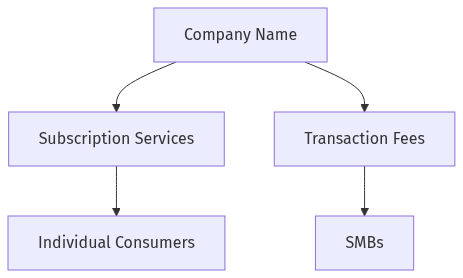 Company Name
Subscription Services
Transaction Fees
Individual Consumers
SMBs